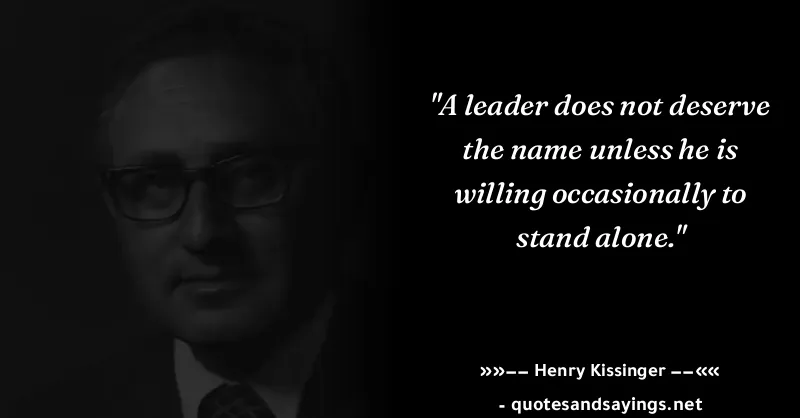 "A leader does not deserve
the name unless he is
willing occasionally to
stand alone."
»»−− Henry Kissinger −−««
- quotesandsayings.net